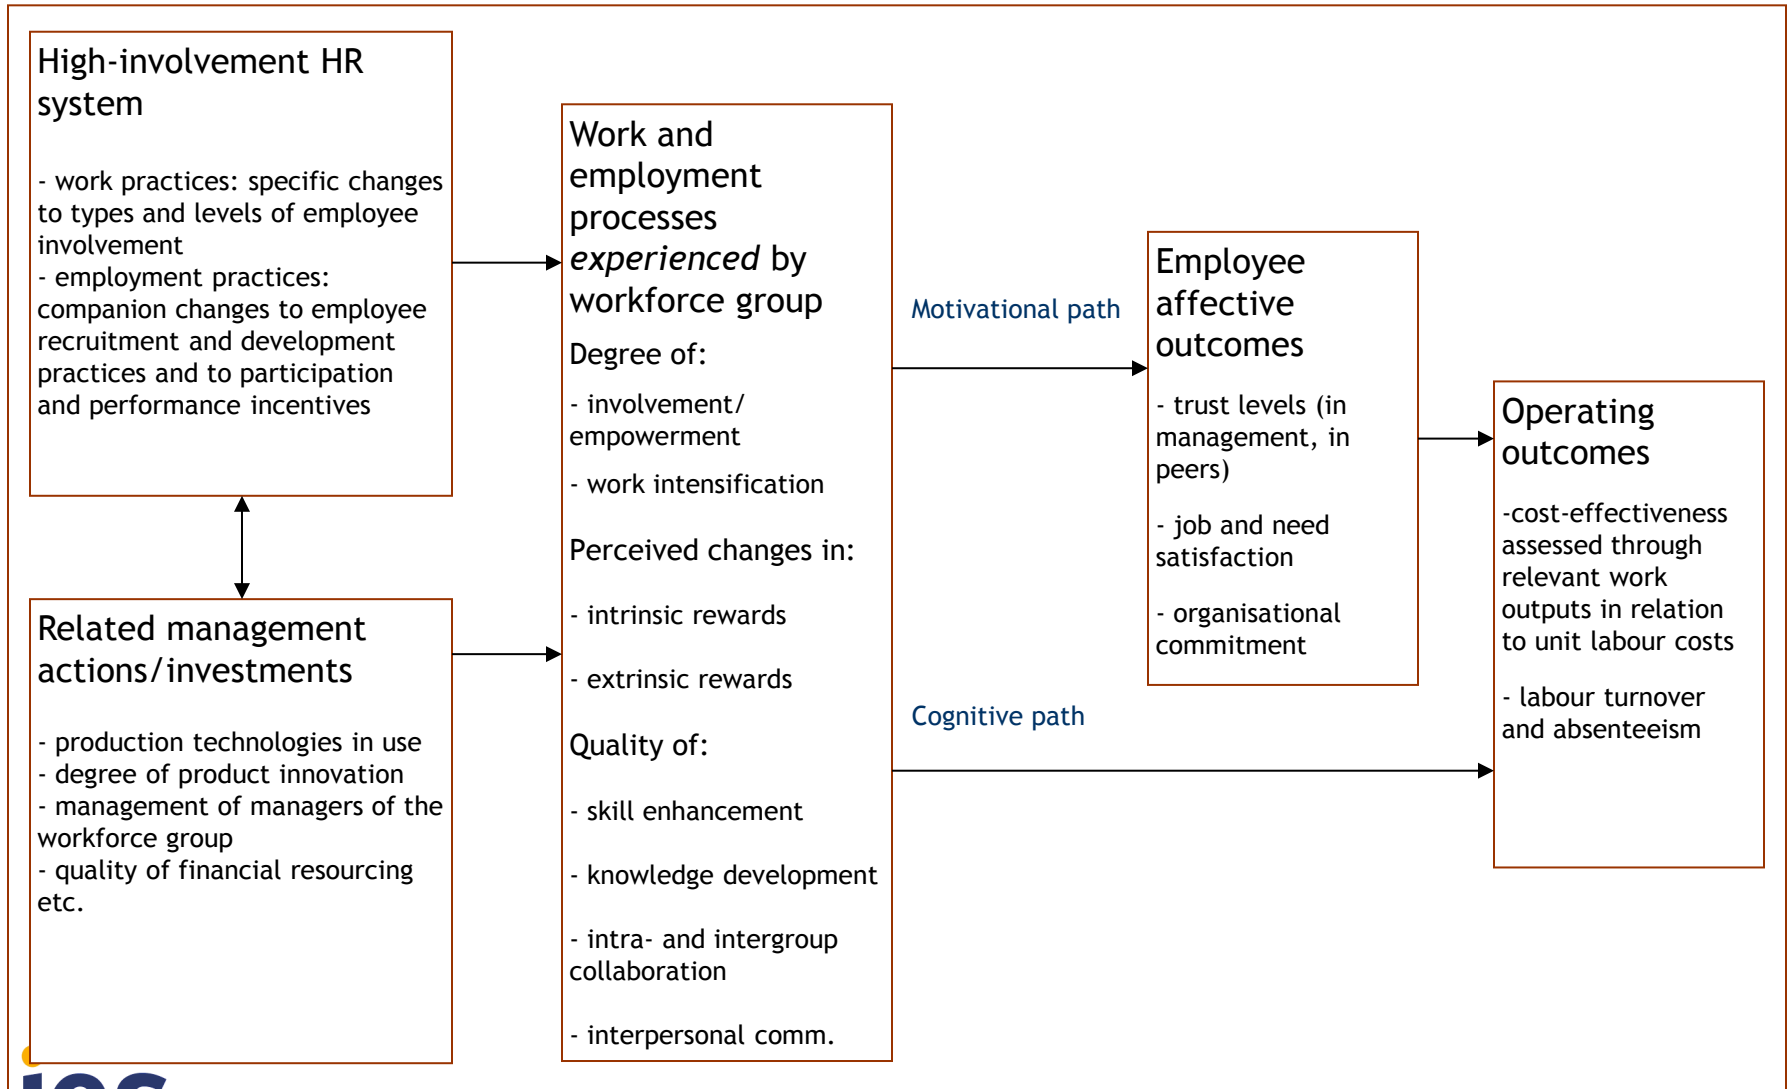 High-involvement HR
system
- work practices: specific changes
to types and levels of employee
involvement
- employment practices:
companion changes to employee
recruitment and development
practices and to participation
and performance incentives
Related management
actions/investments
- production technologies in use
- degree of product innovation
- management of managers of the
workforce group
- quality of financial resourcing
etc.
Work and
employment
processes
experienced by
workforce group
Degree of:
- involvement/
empowerment
- work intensification
Perceived changes in:
- intrinsic rewards
- extrinsic rewards
Quality of:
- skill enhancement
- knowledge development
- intra- and intergroup
collaboration
- interpersonal comm.
Motivational path
Cognitive path
Employee
affective
outcomes
- trust levels (in
management, in
peers)
- job and need
satisfaction
- organisational
commitment
Operating
outcomes
-cost-effectiveness
assessed through
relevant work
outputs in relation
to unit labour costs
- labour turnover
and absenteeism